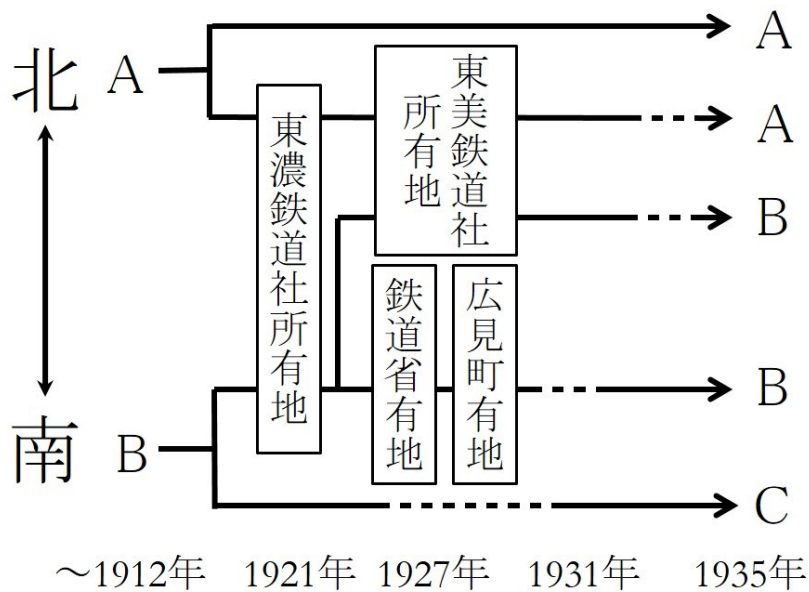 北
南
A
B
東濃鉄道社所有地
東美鉄道社
所有地
鉄道省有地
広見町有地
A
A
B
B
C
～1912年
1921年
1927年
1931年
1935年